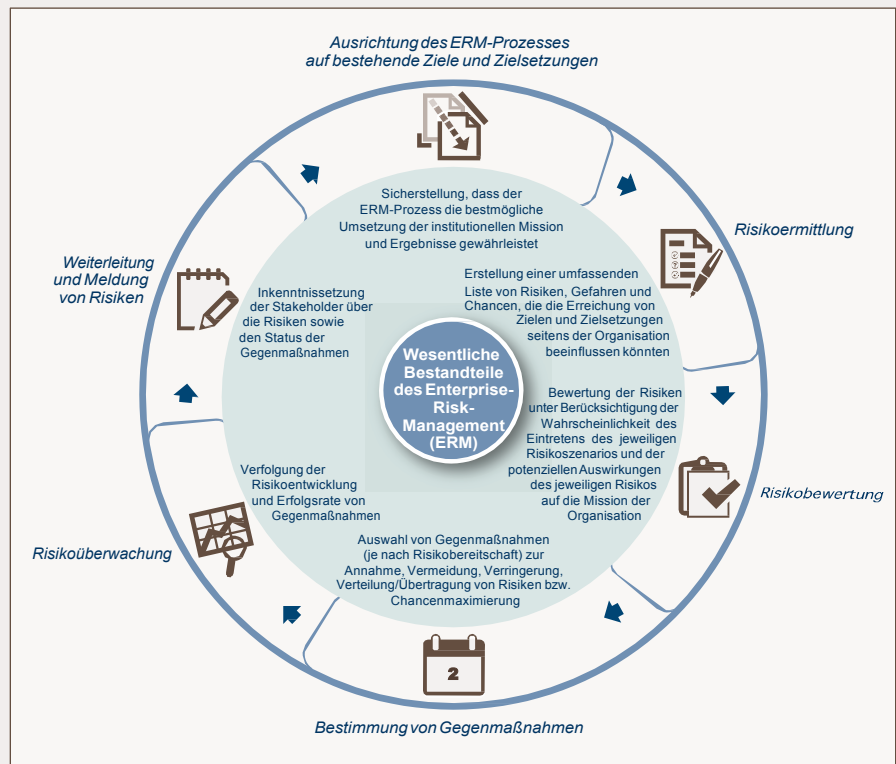 Ausrichtung des ERM-Prozesses
auf bestehende Ziele und Zielsetzungen
Sicherstellung, dass der
ERM-Prozess die bestmögliche
Umsetzung der institutionellen Mission
und Ergebnisse gewährleistet
Risikoermittlung
Erstellung einer umfassenden
Liste von Risiken, Gefahren und
Chancen, die die Erreichung von
Zielen und Zielsetzungen
seitens der Organisation
beeinflussen könnten
Risikobewertung
Bewertung der Risiken
unter Berücksichtigung der
Wahrscheinlichkeit des
Eintretens des jeweiligen
Risikoszenarios und der
potenziellen Auswirkungen
des jeweiligen Risikos
auf die Mission der
Organisation
Bestimmung von Gegenmaßnahmen
2
Auswahl von Gegenmaßnahmen
(je nach Risikobereitschaft) zur
Annahme, Vermeidung, Verringerung,
Verteilung/Übertragung von Risiken bzw.
Chancenmaximierung
Risikoüberwachung
Verfolgung der
Risikoentwicklung
und Erfolgsrate von
Gegenmaßnahmen
Weiterleitung
und Meldung
von Risiken
Inkenntnissetzung
der Stakeholder über
die Risiken sowie
den Status der
Gegenmaßnahmen
Wesentliche
Bestandteile
des Enterprise-
Risk-
Management
(ERM)